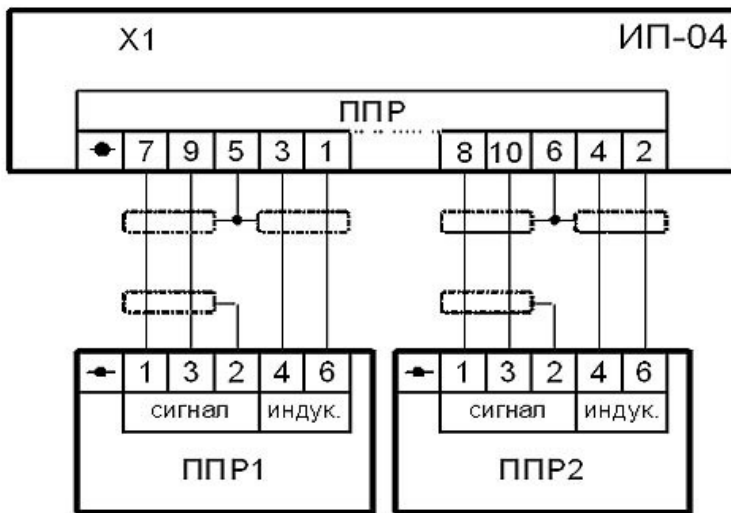 X1 ИП-04
ППР
7 9 5 3 1 8 10 6 4 2
1 3 2 4 6 1 3 2 4 6
сигнал индук. сигнал индук.
ППР1 ППР2